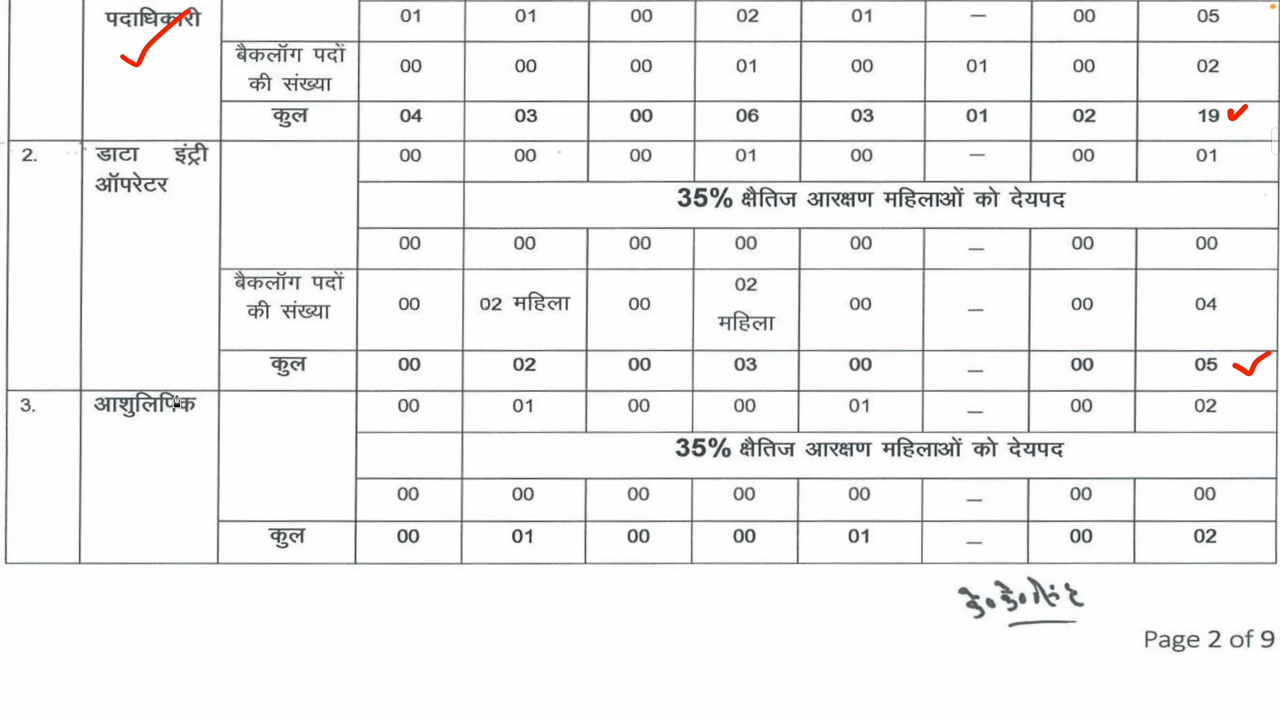 पदाधिकारी 01 01 00 02 01 — 00 05
बैकलॉग पदों की संख्या 00 00 00 01 00 01 00 02
कुल 04 03 00 06 03 01 02 19
2. डाटा इंट्री ऑपरेटर 00 00 00 01 00 — 00 01
35% क्षैतिज आरक्षण महिलाओं को देयपद
00 00 00 00 00 — 00 00
बैकलॉग पदों की संख्या 00 02 महिला 00 02 महिला 00 — 00 04
कुल 00 02 00 03 00 — 00 05
3. आशुलिपिक 00 01 00 00 01 — 00 02
35% क्षैतिज आरक्षण महिलाओं को देयपद
00 00 00 00 00 — 00 00
कुल 00 01 00 00 01 — 00 02
Page 2 of 9